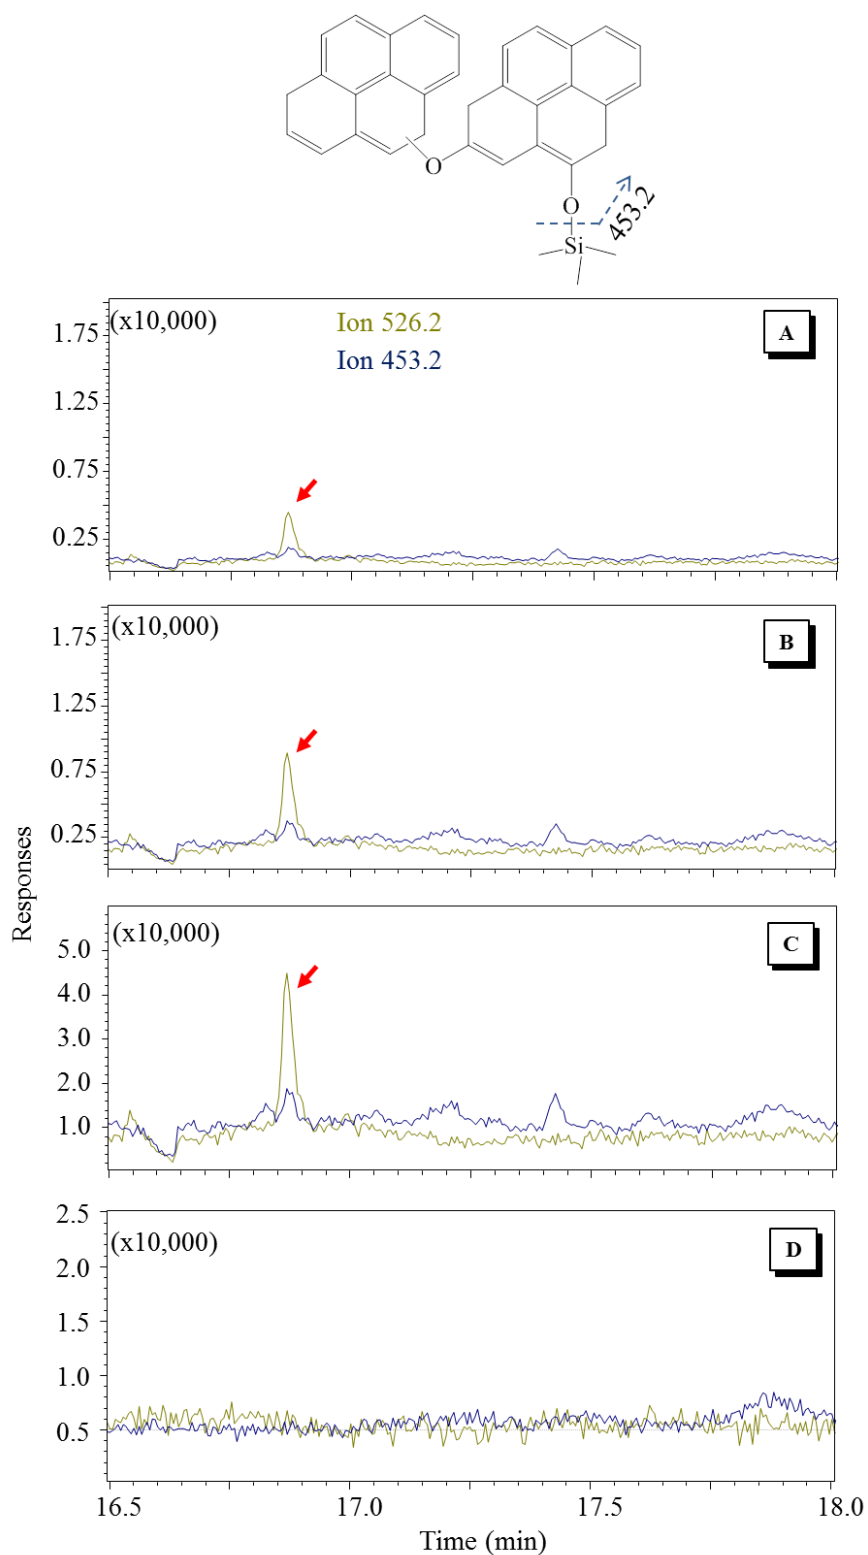 O
O
Si
453.2
(x10,000)
Ion 526.2
Ion 453.2
A
1.75
1.25
0.75
0.25
(x10,000)
B
1.75
1.25
0.75
0.25
Responses
(x10,000)
C
5.0
4.0
3.0
2.0
1.0
(x10,000)
D
2.5
2.0
1.5
1.0
0.5
16.5 17.0 17.5 18.0
Time (min)